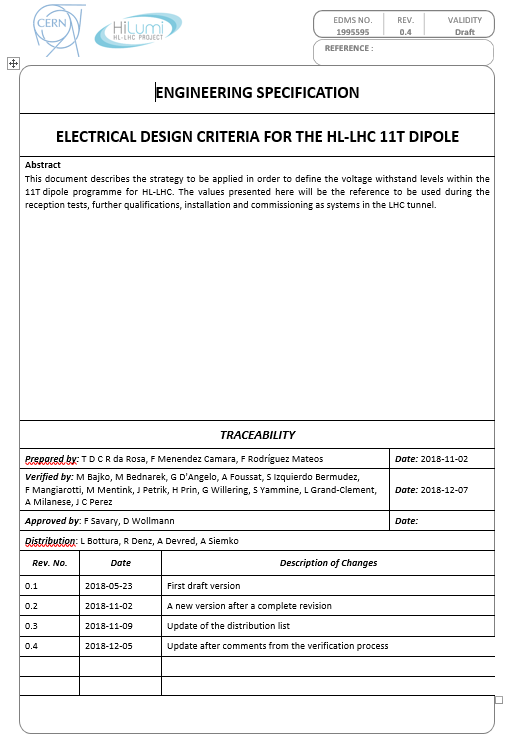 CERN
HiLumi
HL-LHC PROJECT
EDMS NO. REV. VALIDITY
1995595 0.4 Draft
REFERENCE :
ENGINEERING SPECIFICATION
ELECTRICAL DESIGN CRITERIA FOR THE HL-LHC 11T DIPOLE
Abstract
This document describes the strategy to be applied in order to define the voltage withstand levels within the
11T dipole programme for HL-LHC. The values presented here will be the reference to be used during the
reception tests, further qualifications, installation and commissioning as systems in the LHC tunnel.
TRACEABILITY
Prepared by: T D C R da Rosa, F Menendez Camara, F Rodríguez Mateos Date: 2018-11-02
Verified by: M Bajko, M Bednarek, G D'Angelo, A Foussat, S Izquierdo Bermudez,
F Mangiarotti, M Mentink, J Petrik, H Prin, G Willering, S Yammine, L Grand-Clement,
A Milanese, J C Perez
Date: 2018-12-07
Approved by: F Savary, D Wollmann Date:
Distribution: L Bottura, R Denz, A Devred, A Siemko
Rev. No. Date Description of Changes
0.1 2018-05-23 First draft version
0.2 2018-11-02 A new version after a complete revision
0.3 2018-11-09 Update of the distribution list
0.4 2018-12-05 Update after comments from the verification process